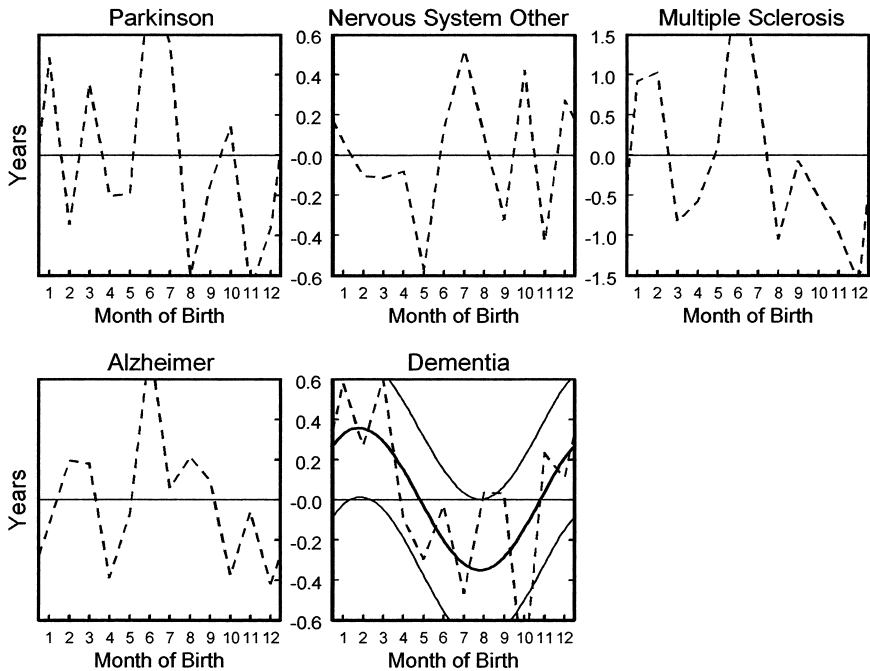 Parkinson
Nervous System Other
Multiple Sclerosis
Years
0.6
0.4
0.2
-0.0
-0.2
-0.4
-0.6
1.5
1.0
0.5
0.0
-0.5
-1.0
-1.5
1 2 3 4 5 6 7 8 9 10 11 12
1 2 3 4 5 6 7 8 9 10 11 12
1 2 3 4 5 6 7 8 9 10 11 12
Month of Birth
Month of Birth
Month of Birth
Alzheimer
Dementia
Years
0.6
0.4
0.2
-0.0
-0.2
-0.4
-0.6
1 2 3 4 5 6 7 8 9 10 11 12
1 2 3 4 5 6 7 8 9 10 11 12
Month of Birth
Month of Birth